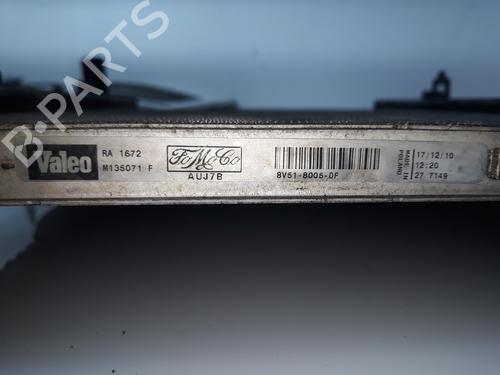 B-PARTS
Valeo
RA 1672
M135071 F
FoMoCo
AUJ7B
8V51-8005-DF
MADE IN
POLAND
17/12/10
12:20
27 7149